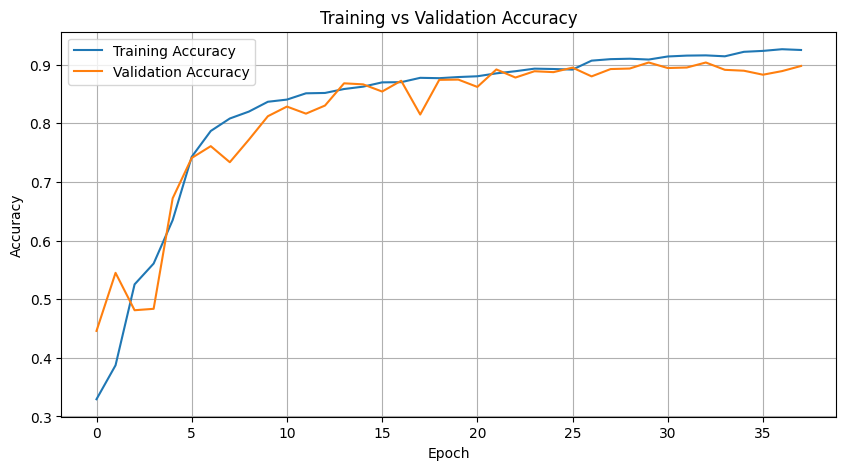 Training vs Validation Accuracy
Training Accuracy
Validation Accuracy
Accuracy
0.9
0.8
0.7
0.6
0.5
0.4
0.3
0 5 10 15 20 25 30 35
Epoch